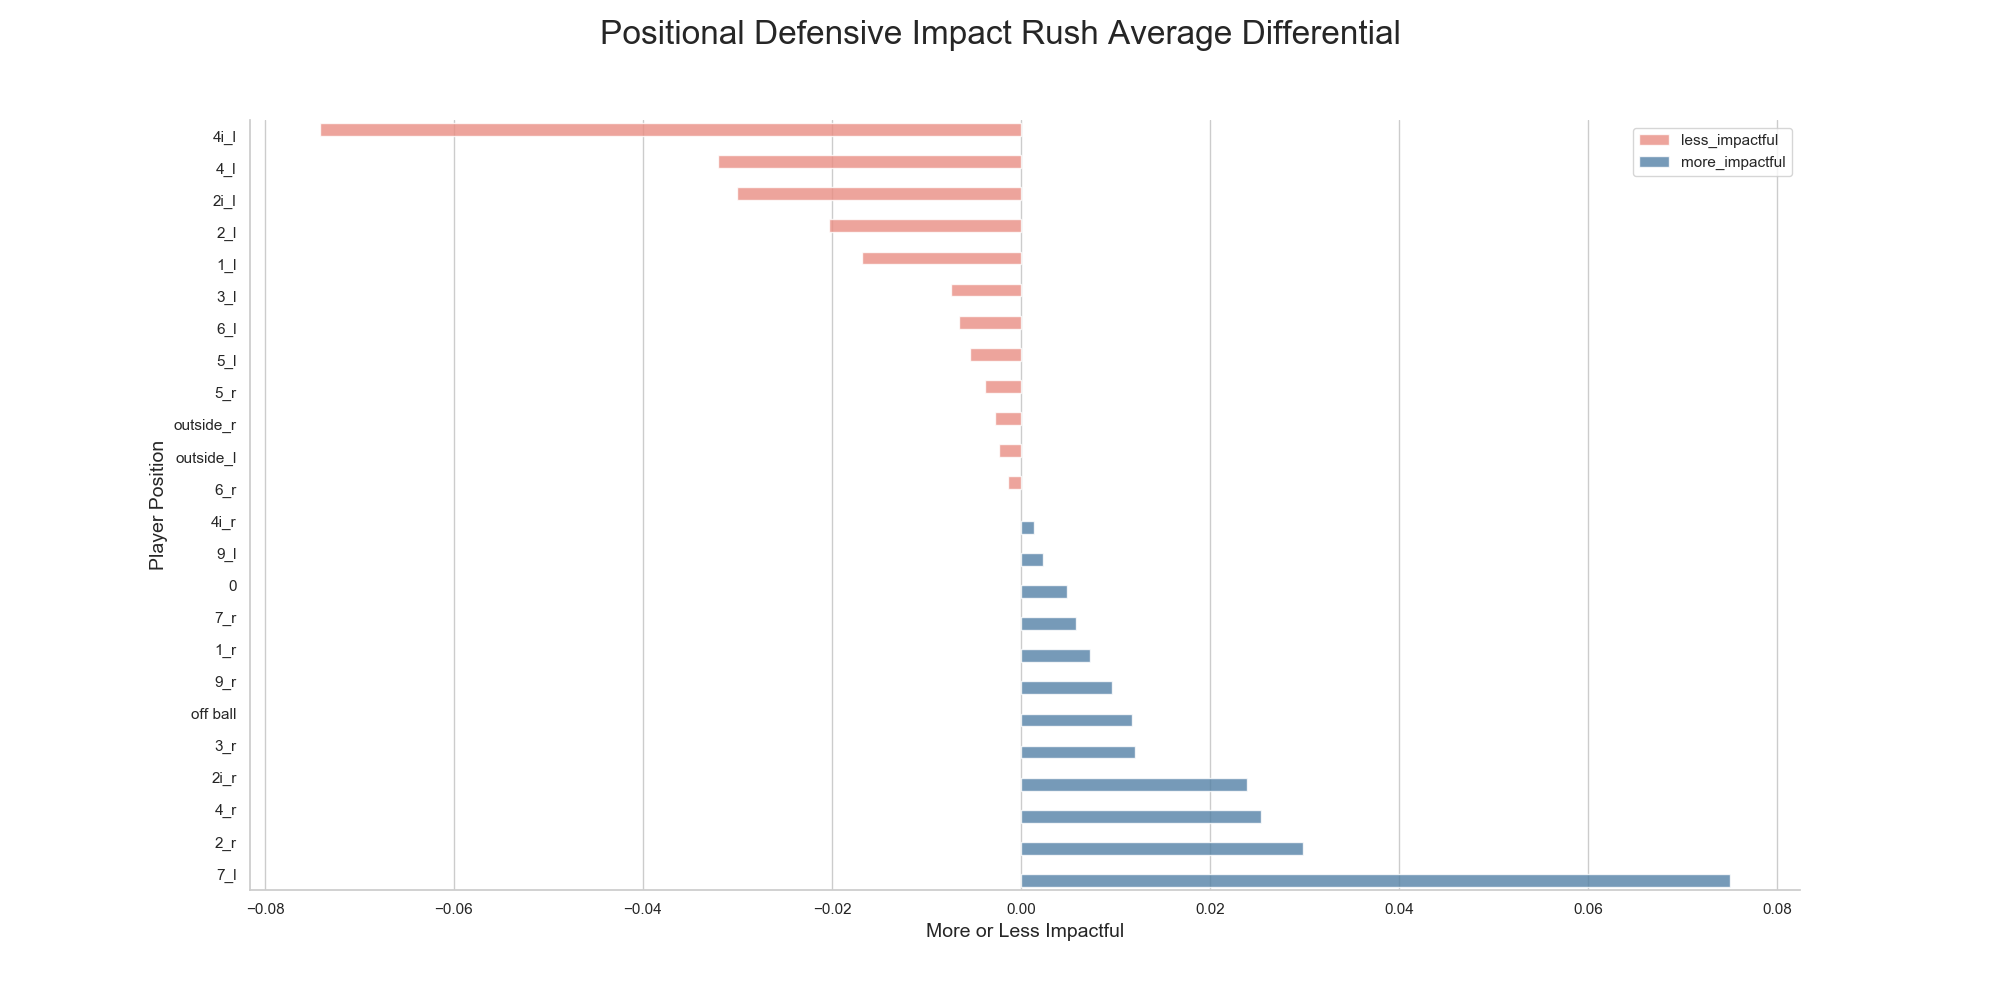 Positional Defensive Impact Rush Average Differential
less_impactful
more_impactful
Player Position
4i_l
4_l
2i_l
2_l
1_l
3_l
6_l
5_l
5_r
outside_r
outside_l
6_r
4i_r
9_l
0
7_r
1_r
9_r
off ball
3_r
2i_r
4_r
2_r
7_l
−0.08 −0.06 −0.04 −0.02 0.00 0.02 0.04 0.06 0.08
More or Less Impactful